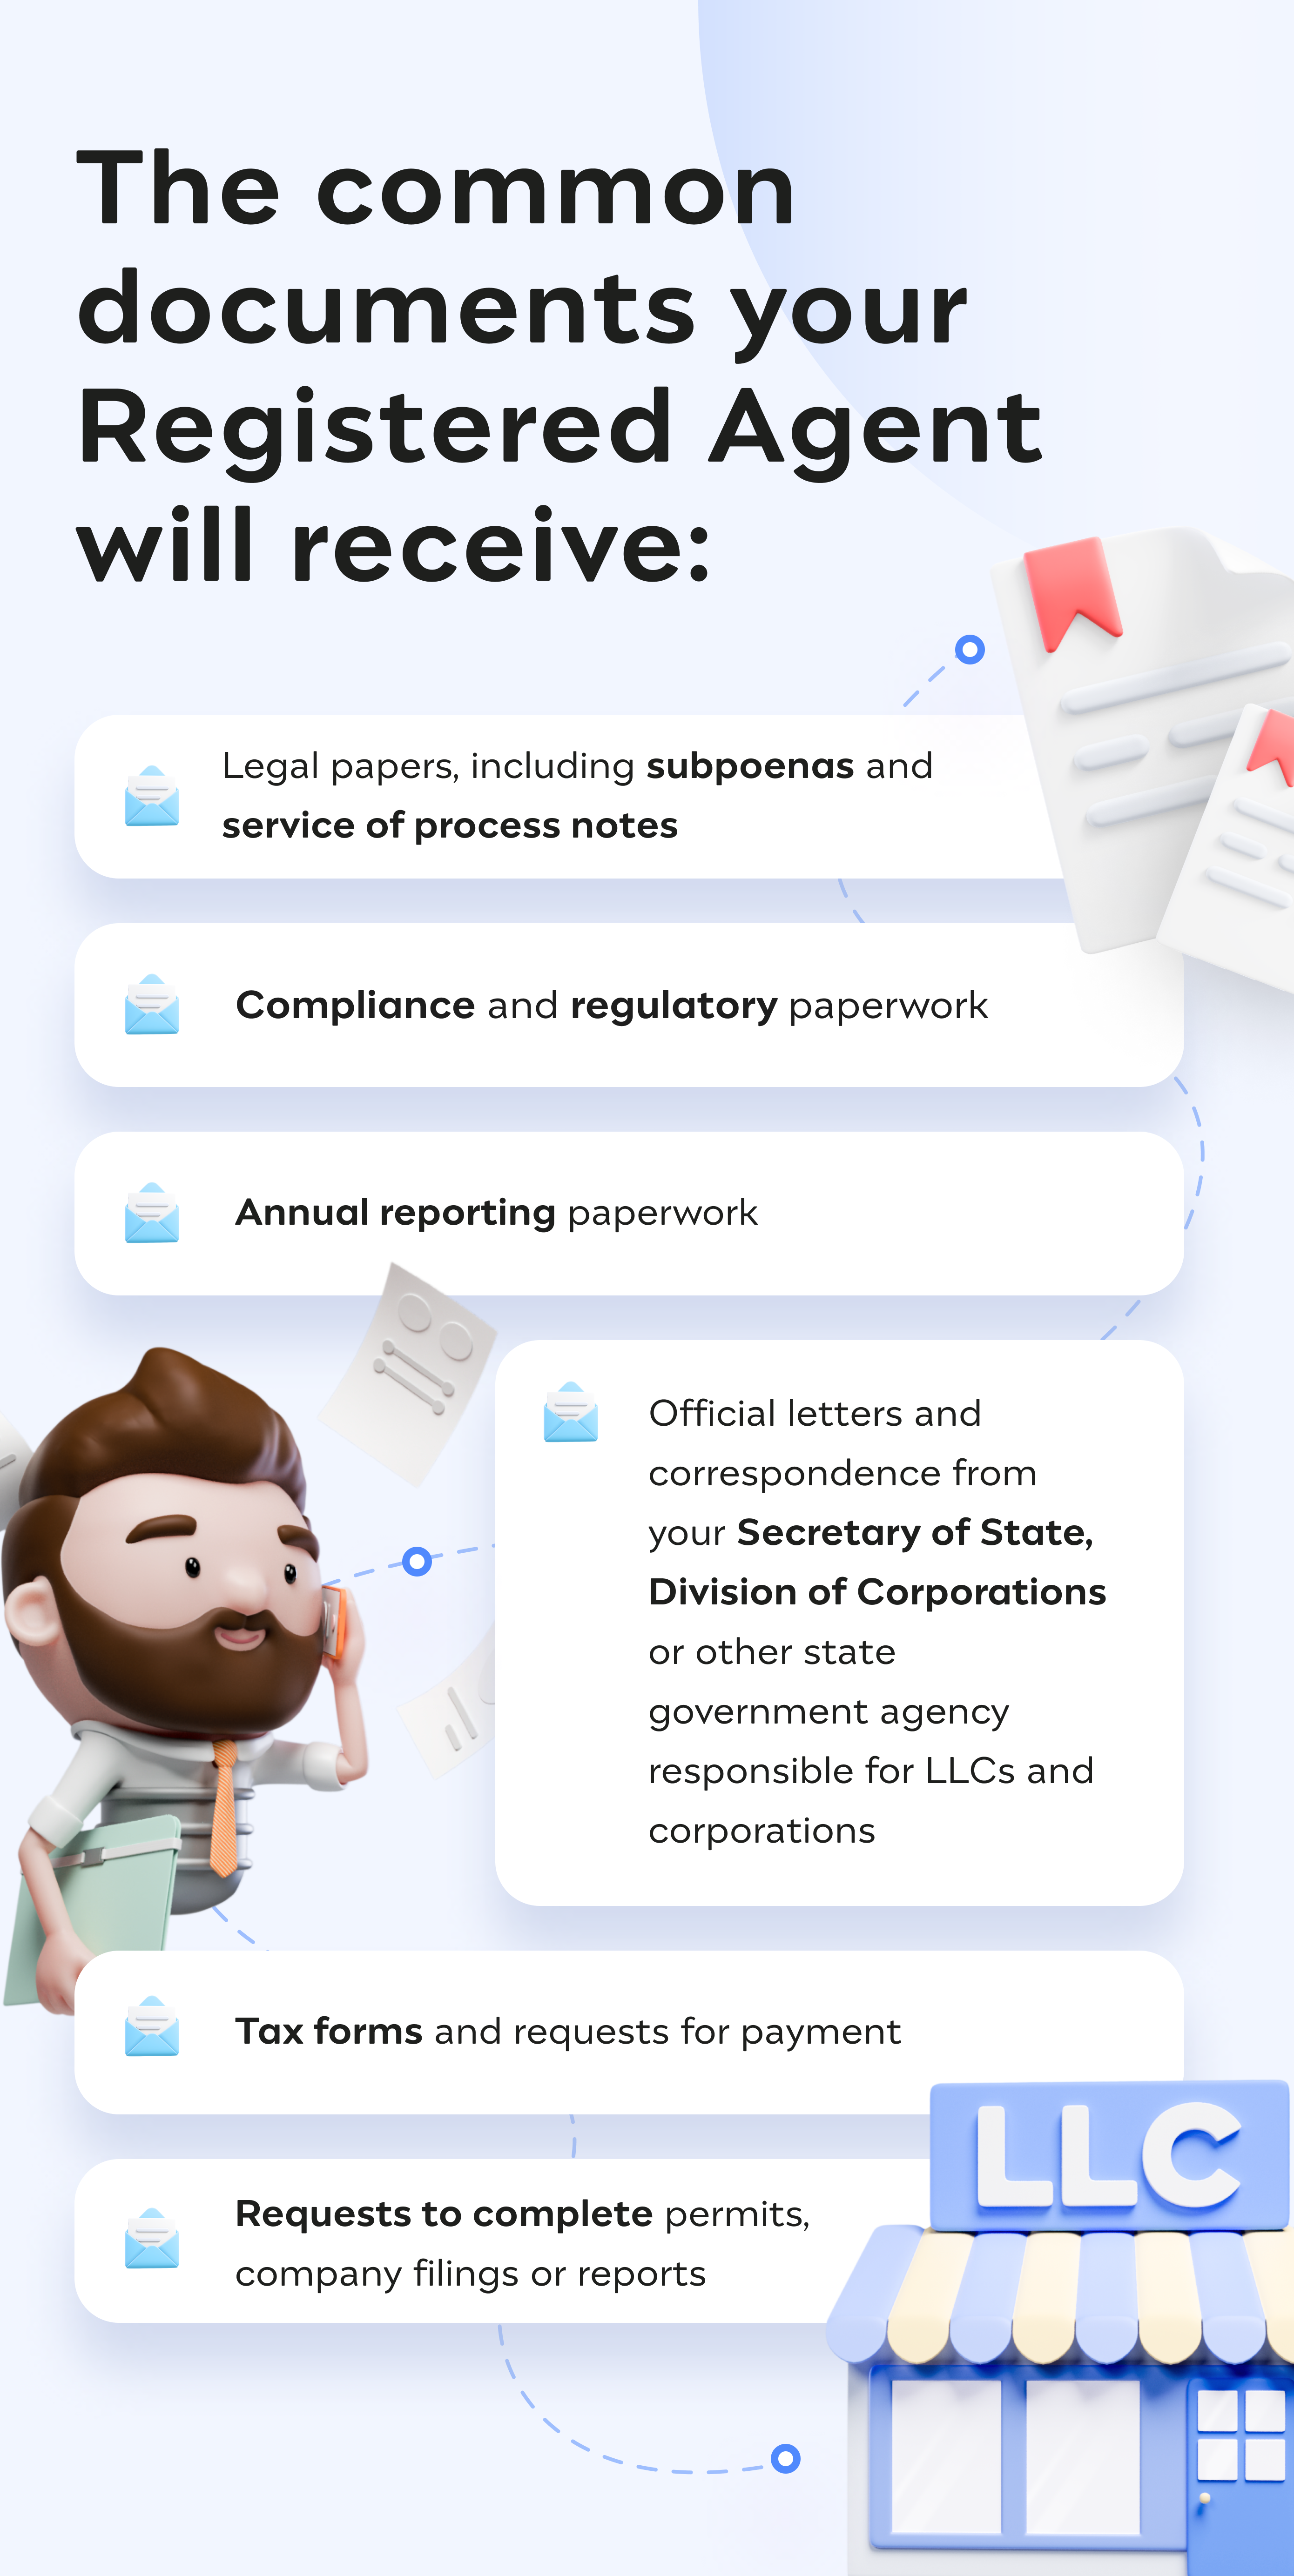 The common
documents your
Registered Agent
will receive:
Legal papers, including subpoenas and
service of process notes
Compliance and regulatory paperwork
Annual reporting paperwork
Official letters and
correspondence from
your Secretary of State,
Division of Corporations
or other state
government agency
responsible for LLCs and
corporations
Tax forms and requests for payment
LLC
Requests to complete permits,
company filings or reports